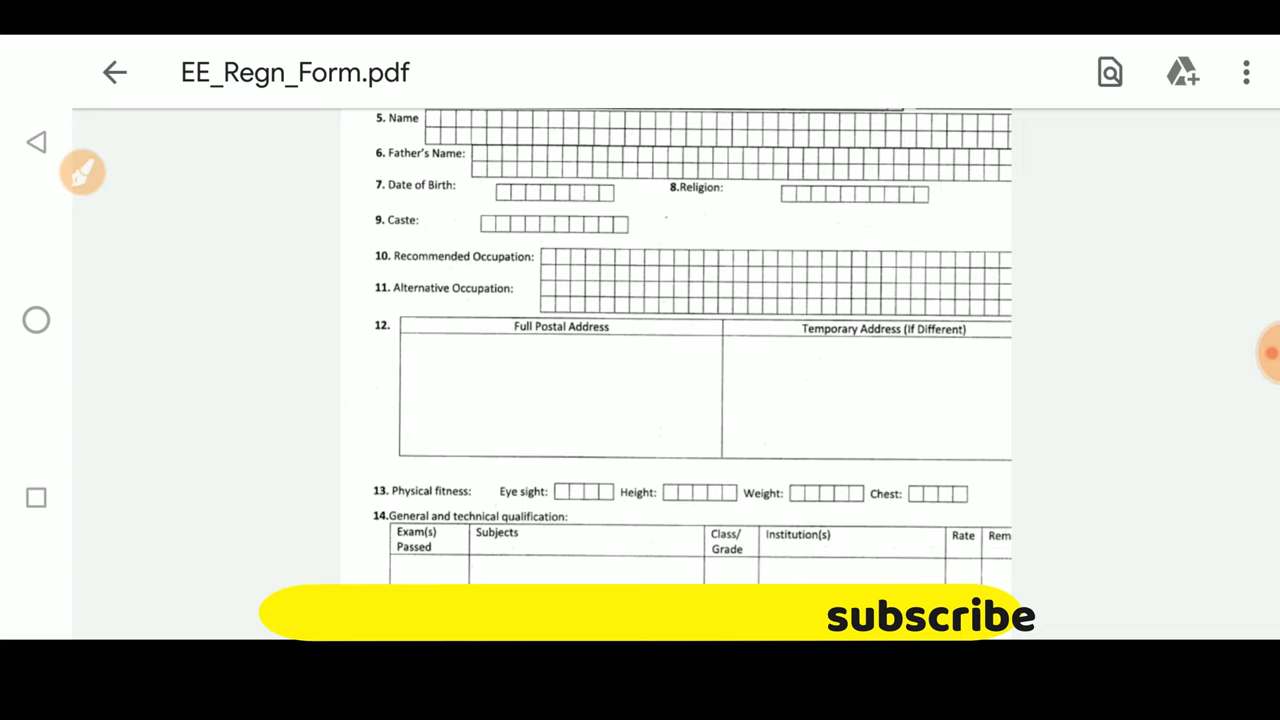 EE_Regn_Form.pdf
5. Name
6. Father's Name:
7. Date of Birth: 8.Religion:
9. Caste:
10. Recommended Occupation:
11. Alternative Occupation:
12. Full Postal Address Temporary Address (If Different)
13. Physical fitness: Eye sight: Height: Weight: Chest:
14.General and technical qualification:
Exam(s) Subjects Class/ Institution(s) Rate Rem
Passed Grade
subscribe